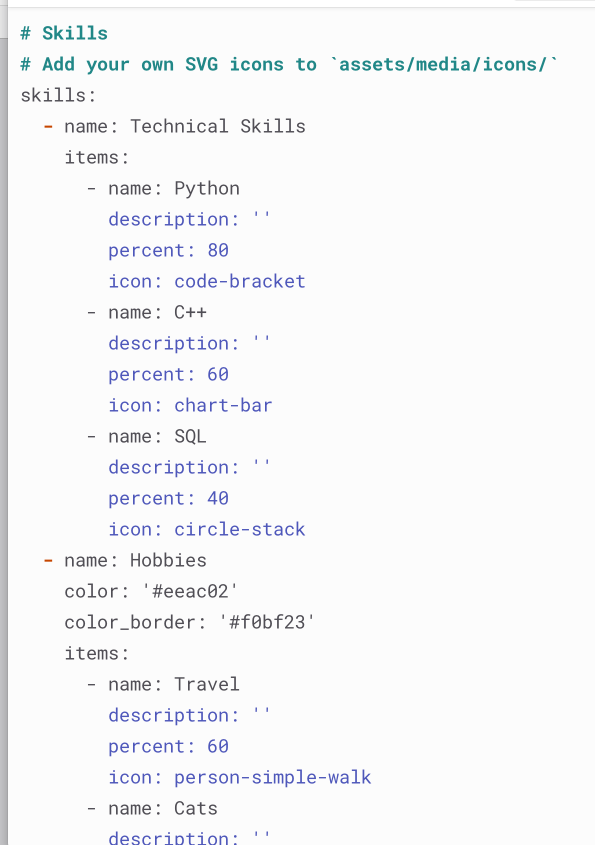 # Skills
# Add your own SVG icons to `assets/media/icons/`
skills:
  - name: Technical Skills
    items:
      - name: Python
        description: ''
        percent: 80
        icon: code-bracket
      - name: C++
        description: ''
        percent: 60
        icon: chart-bar
      - name: SQL
        description: ''
        percent: 40
        icon: circle-stack
  - name: Hobbies
    color: '#eeac02'
    color_border: '#f0bf23'
    items:
      - name: Travel
        description: ''
        percent: 60
        icon: person-simple-walk
      - name: Cats
        description: ''